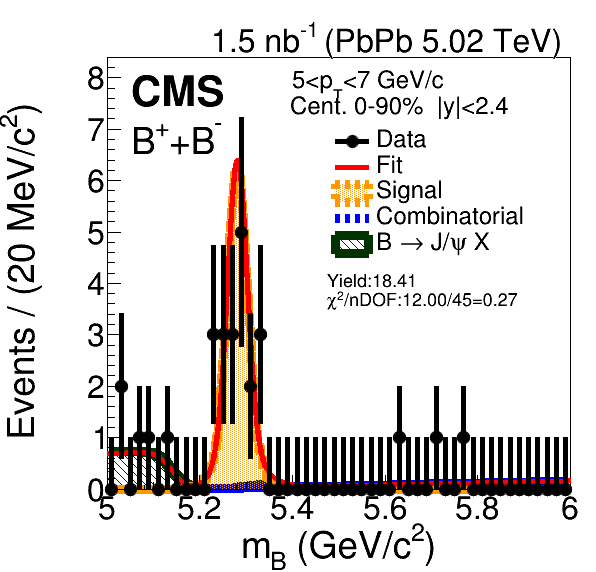 1.5 nb⁻¹ (PbPb 5.02 TeV)
CMS
B⁺+B⁻
5<p_T<7 GeV/c
Cent. 0-90% |y|<2.4
Data
Fit
Signal
Combinatorial
B → J/ψ X
Yield:18.41
χ²/nDOF:12.00/45=0.27
Events / (20 MeV/c²)
8
7
6
5
4
3
2
1
0
5 5.2 5.4 5.6 5.8 6
m_B (GeV/c²)